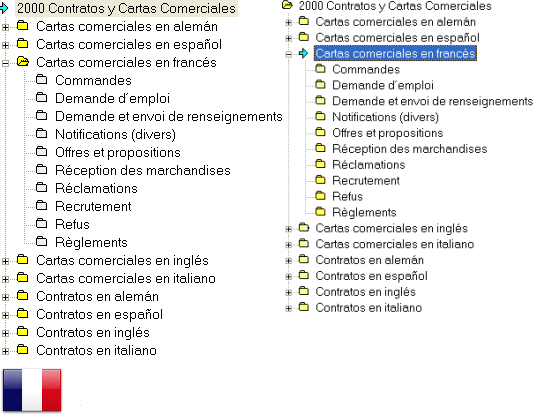 2000 Contratos y Cartas Comerciales
Cartas comerciales en alemán
Cartas comerciales en español
Cartas comerciales en francés
Commandes
Demande d´emploi
Demande et envoi de renseignements
Notifications (divers)
Offres et propositions
Réception des marchandises
Réclamations
Recrutement
Refus
Règlements
Cartas comerciales en inglés
Cartas comerciales en italiano
Contratos en alemán
Contratos en español
Contratos en inglés
Contratos en italiano
2000 Contratos y Cartas Comerciales
Cartas comerciales en alemán
Cartas comerciales en español
Cartas comerciales en francés
Commandes
Demande d´emploi
Demande et envoi de renseignements
Notifications (divers)
Offres et propositions
Réception des marchandises
Réclamations
Recrutement
Refus
Règlements
Cartas comerciales en inglés
Cartas comerciales en italiano
Contratos en alemán
Contratos en español
Contratos en inglés
Contratos en italiano